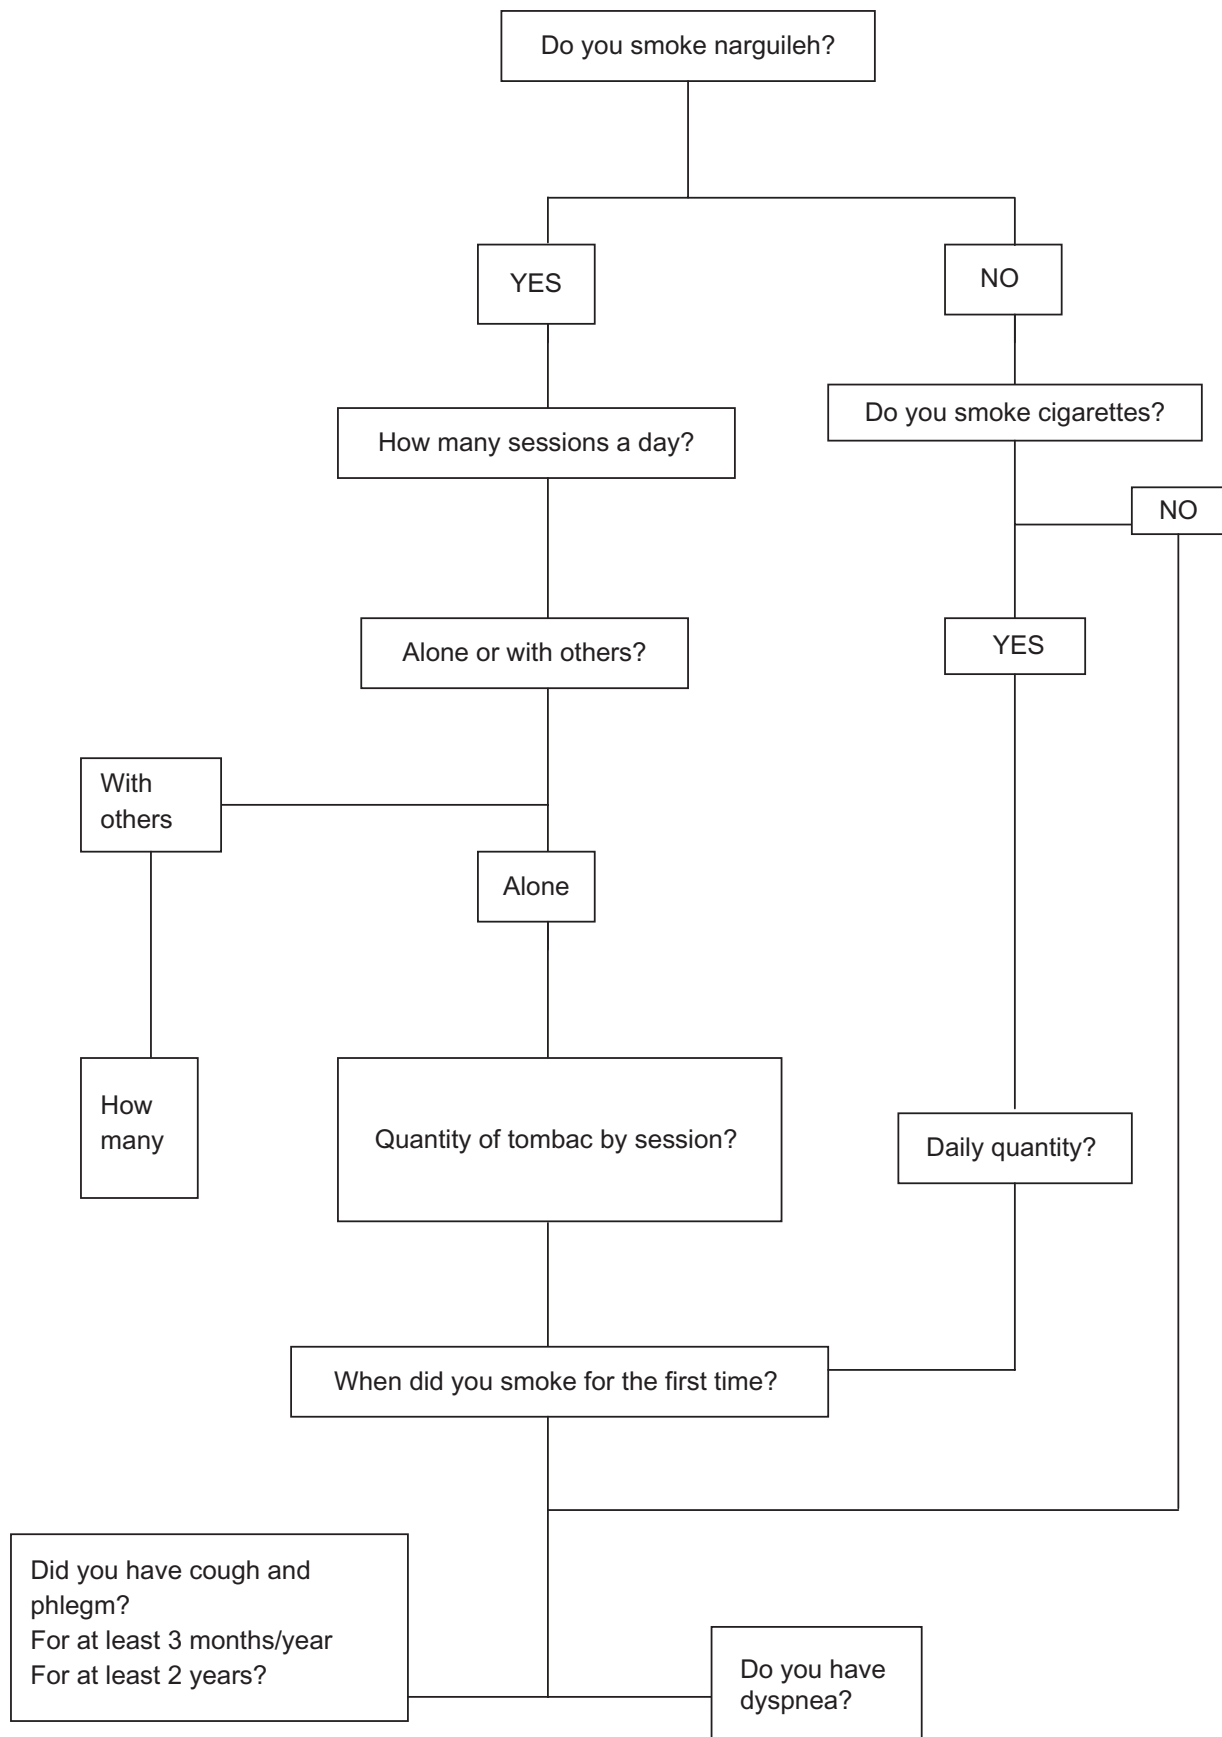 Do you smoke narguileh?
YES
NO
How many sessions a day?
Do you smoke cigarettes?
NO
Alone or with others?
YES
With
others
Alone
How
many
Quantity of tombac by session?
Daily quantity?
When did you smoke for the first time?
Did you have cough and
phlegm?
For at least 3 months/year
For at least 2 years?
Do you have
dyspnea?